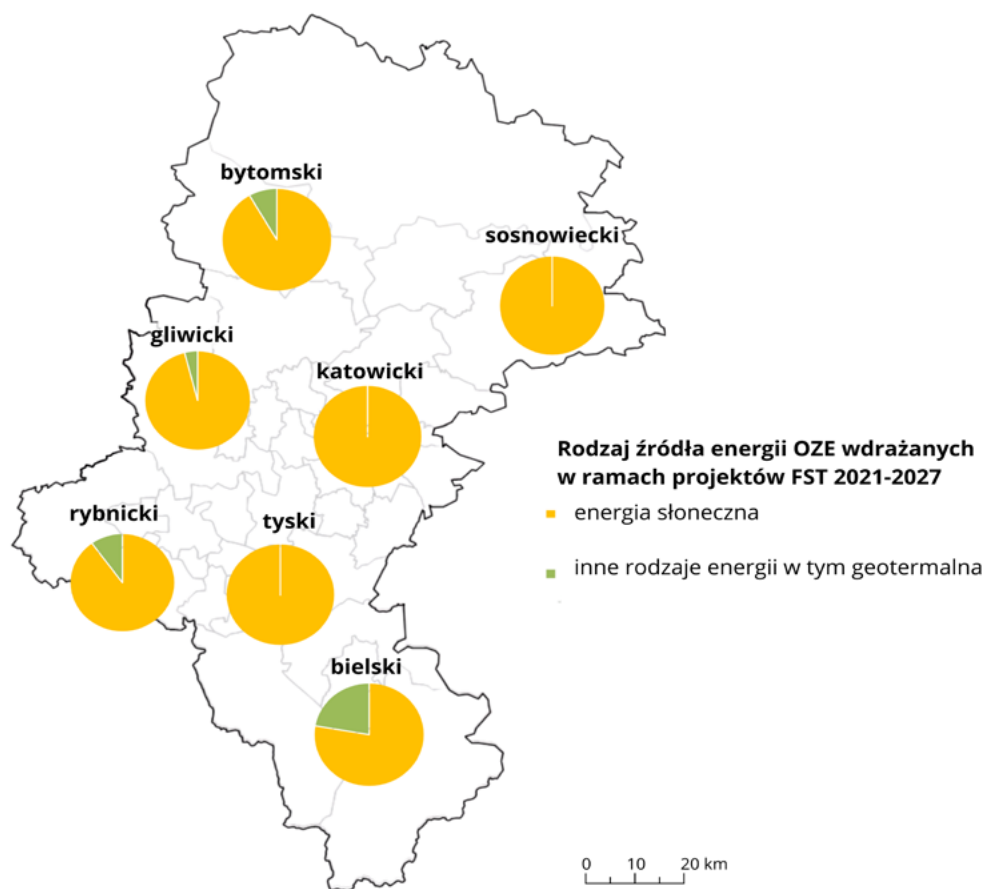 bytomski
sosnowiecki
gliwicki
katowicki
Rodzaj źródła energii OZE wdrażanych
w ramach projektów FST 2021-2027
energia słoneczna
inne rodzaje energii w tym geotermalna
rybnicki
tyski
bielski
0 10 20 km